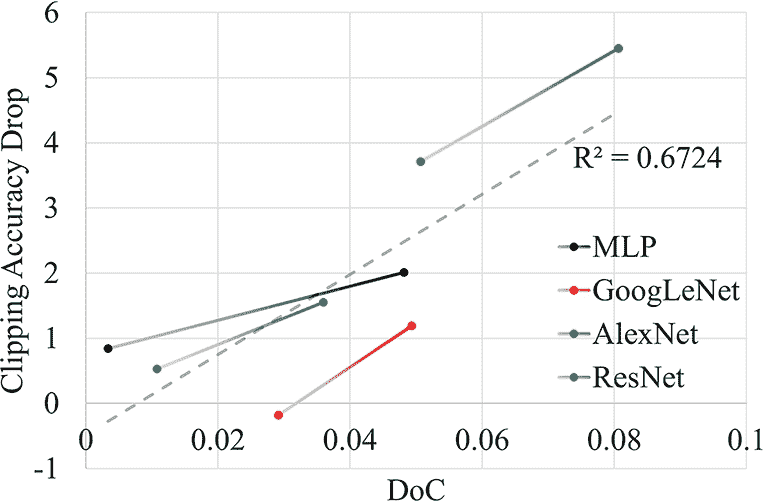 6
5
4
3
2
1
0
-1
Clipping Accuracy Drop
R² = 0.6724
MLP
GoogLeNet
AlexNet
ResNet
0 0.02 0.04 0.06 0.08 0.1
DoC